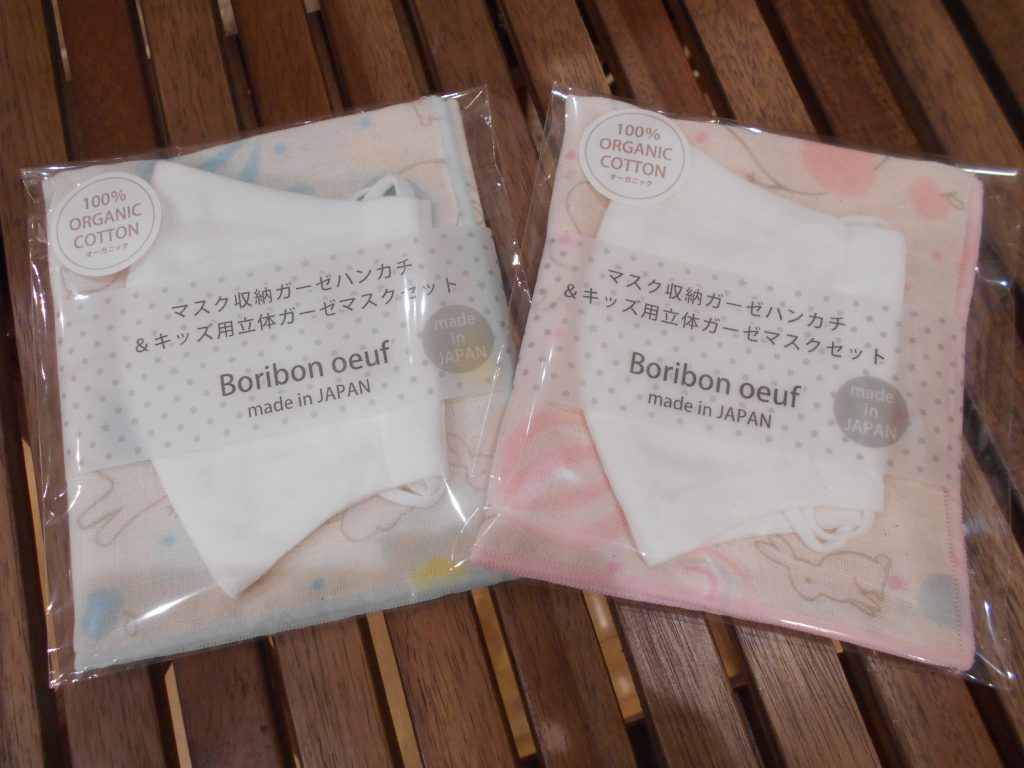 100%
ORGANIC
COTTON
オーガニック
マスク収納ガーゼハンカチ
&キッズ用立体ガーゼマスクセット
Boribon oeuf
made in JAPAN
made
in
JAPAN
100%
ORGANIC
COTTON
オーガニック
マスク収納ガーゼハンカチ
&キッズ用立体ガーゼマスクセット
Boribon oeuf
made in JAPAN
made
in
JAPAN